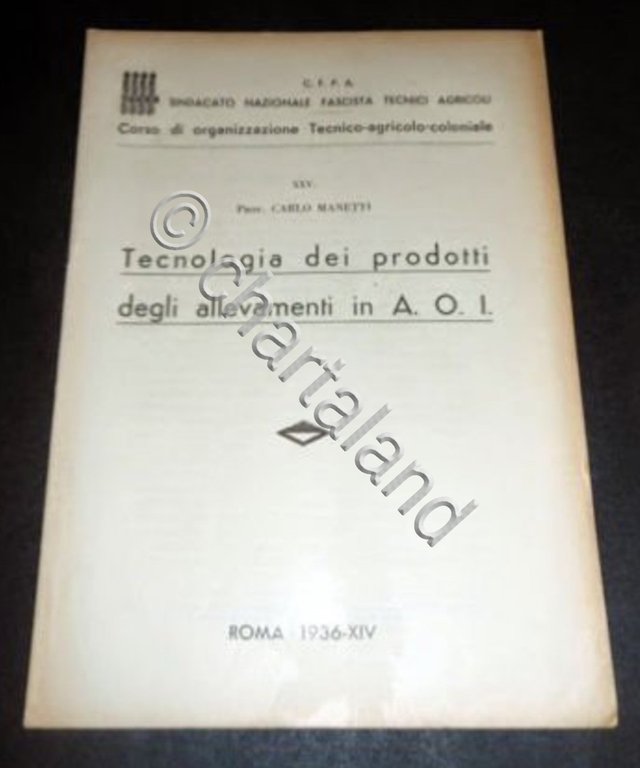 C. F. P. A.
SINDACATO NAZIONALE FASCISTA TECNICI AGRICOLI
Corso di organizzazione Tecnico-agricolo-coloniale
XXV.
Prof. CARLO MANETTI
Tecnologia dei prodotti
degli allevamenti in A. O. I.
© chartaland
ROMA 1936-XIV